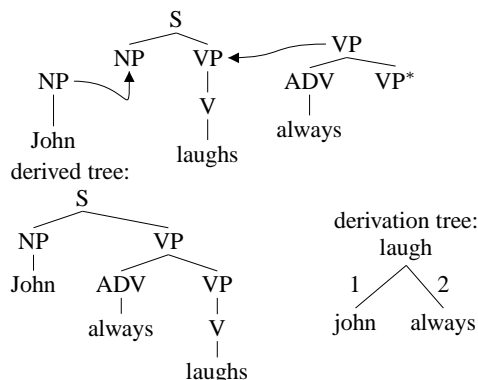 S
NP VP VP
NP V ADV VP*
John laughs always
derived tree:
S
NP VP
John ADV VP
always V
laughs
derivation tree:
laugh
1 2
john always